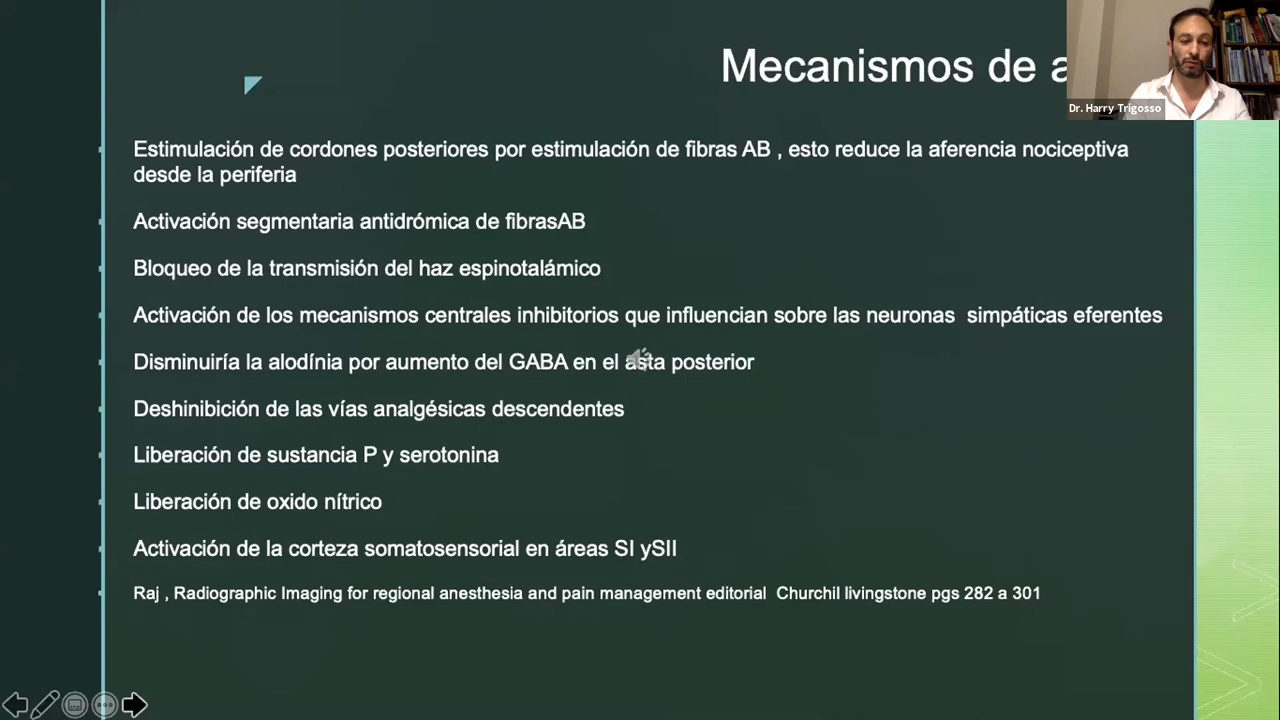 Mecanismos de a
Dr. Harry Trigosso
Estimulación de cordones posteriores por estimulación de fibras AB , esto reduce la aferencia nociceptiva
desde la periferia
Activación segmentaria antidrómica de fibrasAB
Bloqueo de la transmisión del haz espinotalámico
Activación de los mecanismos centrales inhibitorios que influencian sobre las neuronas simpáticas eferentes
Disminuiría la alodínia por aumento del GABA en el asta posterior
Deshinibición de las vías analgésicas descendentes
Liberación de sustancia P y serotonina
Liberación de oxido nítrico
Activación de la corteza somatosensorial en áreas SI ySII
Raj , Radiographic Imaging for regional anesthesia and pain management editorial Churchil livingstone pgs 282 a 301